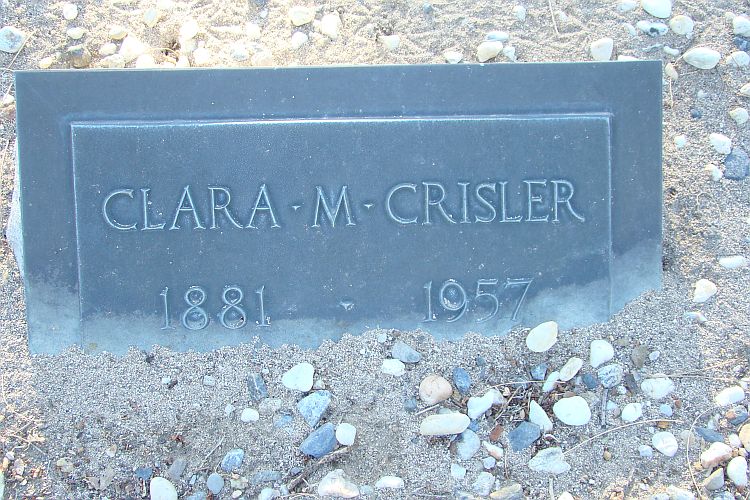 CLARA · M · CRISLER
1881 - 1957